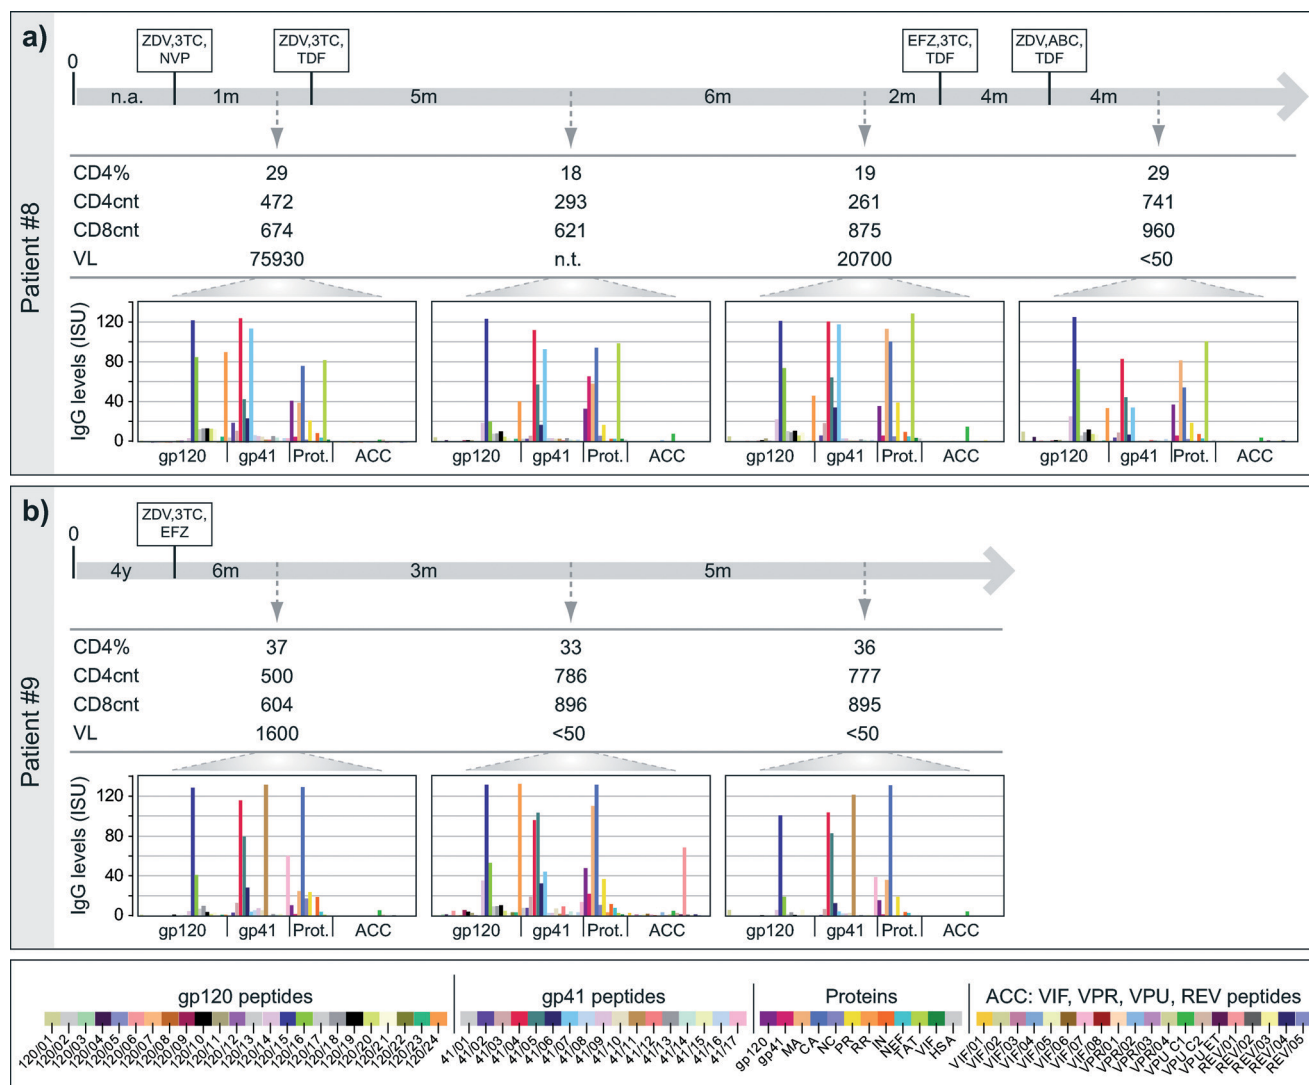 a)
Patient #8
0
ZDV,3TC,
NVP
ZDV,3TC,
TDF
EFZ,3TC,
TDF
ZDV,ABC,
TDF
n.a. 1m 5m 6m 2m 4m 4m
CD4% 29 18 19 29
CD4cnt 472 293 261 741
CD8cnt 674 621 875 960
VL 75930 n.t. 20700 <50
IgG levels (ISU)
120
80
40
0
gp120 gp41 Prot. ACC gp120 gp41 Prot. ACC gp120 gp41 Prot. ACC gp120 gp41 Prot. ACC
b)
Patient #9
0
ZDV,3TC,
EFZ
4y 6m 3m 5m
CD4% 37 33 36
CD4cnt 500 786 777
CD8cnt 604 896 895
VL 1600 <50 <50
IgG levels (ISU)
120
80
40
0
gp120 gp41 Prot. ACC gp120 gp41 Prot. ACC gp120 gp41 Prot. ACC
gp120 peptides gp41 peptides Proteins ACC: VIF, VPR, VPU, REV peptides
120/01 120/02 120/03 120/04 120/05 120/06 120/07 120/08 120/09 120/10 120/11 120/12 120/13 120/14 120/15 120/16 120/17 120/18 120/19 120/20 120/21 120/22 120/23 120/24
41/01 41/02 41/03 41/04 41/05 41/06 41/07 41/08 41/09 41/10 41/11 41/12 41/13 41/14 41/15 41/16 41/17
gp120 gp41 MA CA NC PR RR IN NEF TAT VIF HSA
VIF/01 VIF/02 VIF/03 VIF/04 VIF/05 VIF/06 VIF/07 VIF/08 VPR/01 VPR/02 VPR/03 VPR/04 VPU C1 VPU C2 VPUET REV/01 REV/02 REV/03 REV/04 REV/05